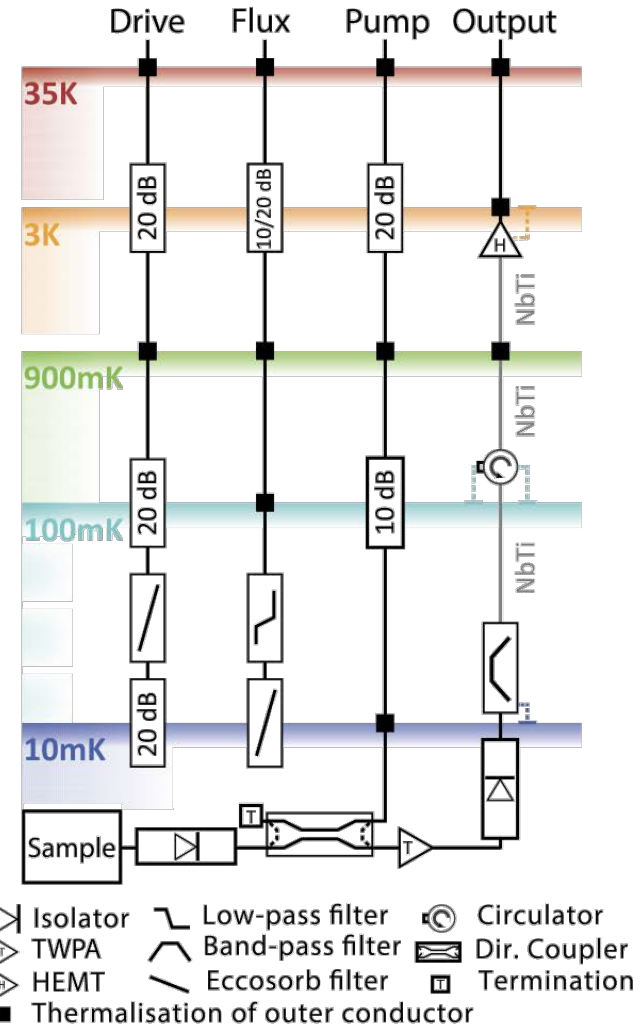 Drive Flux Pump Output
35K
20 dB 10/20 dB 20 dB
3K
H
NbTi
900mK
NbTi
20 dB 10 dB
100mK
NbTi
20 dB
10mK
T
Sample T
Isolator Low-pass filter Circulator
T TWPA Band-pass filter Dir. Coupler
H HEMT Eccosorb filter T Termination
Thermalisation of outer conductor